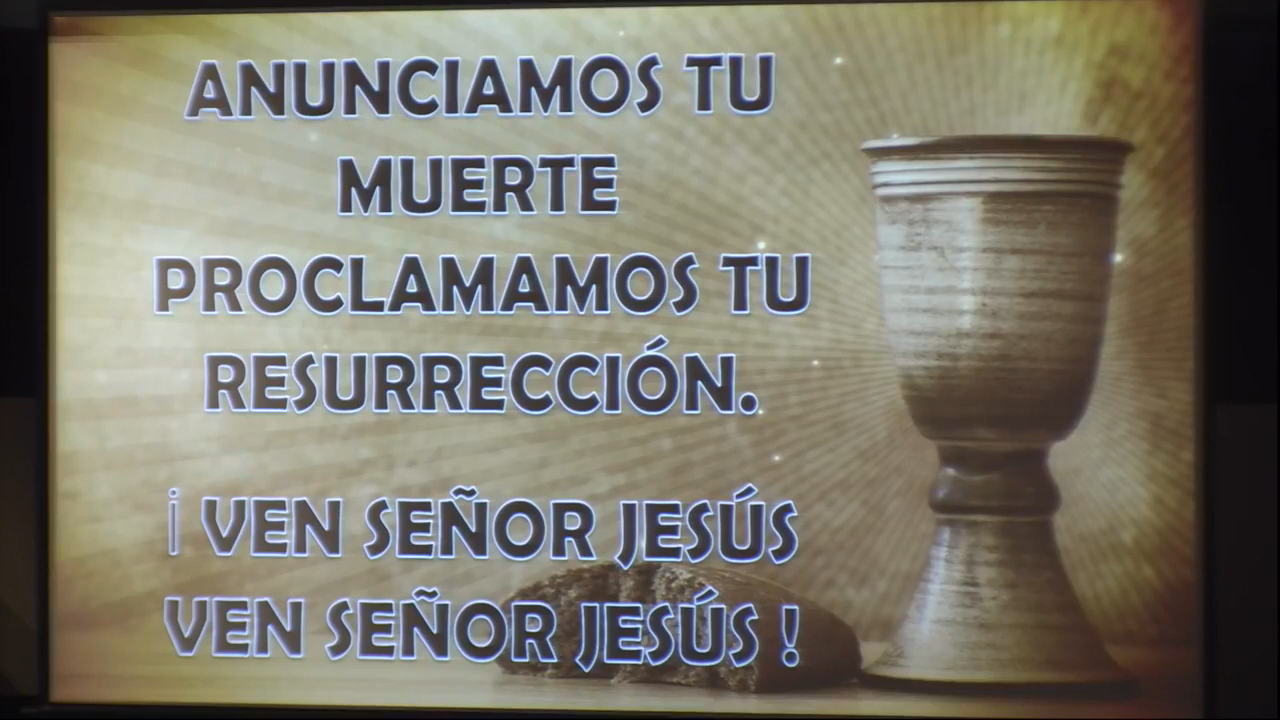 ANUNCIAMOS TU
MUERTE
PROCLAMAMOS TU
RESURRECCIÓN.
¡ VEN SEÑOR JESÚS
VEN SEÑOR JESÚS !